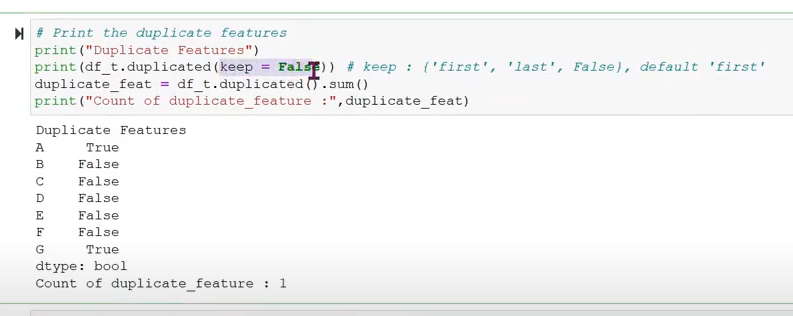 # Print the duplicate features
print("Duplicate Features")
print(df_t.duplicated(keep = False)) # keep : {'first', 'last', False}, default 'first'
duplicate_feat = df_t.duplicated().sum()
print("Count of duplicate_feature :",duplicate_feat)
Duplicate Features
A     True
B    False
C    False
D    False
E    False
F    False
G     True
dtype: bool
Count of duplicate_feature : 1